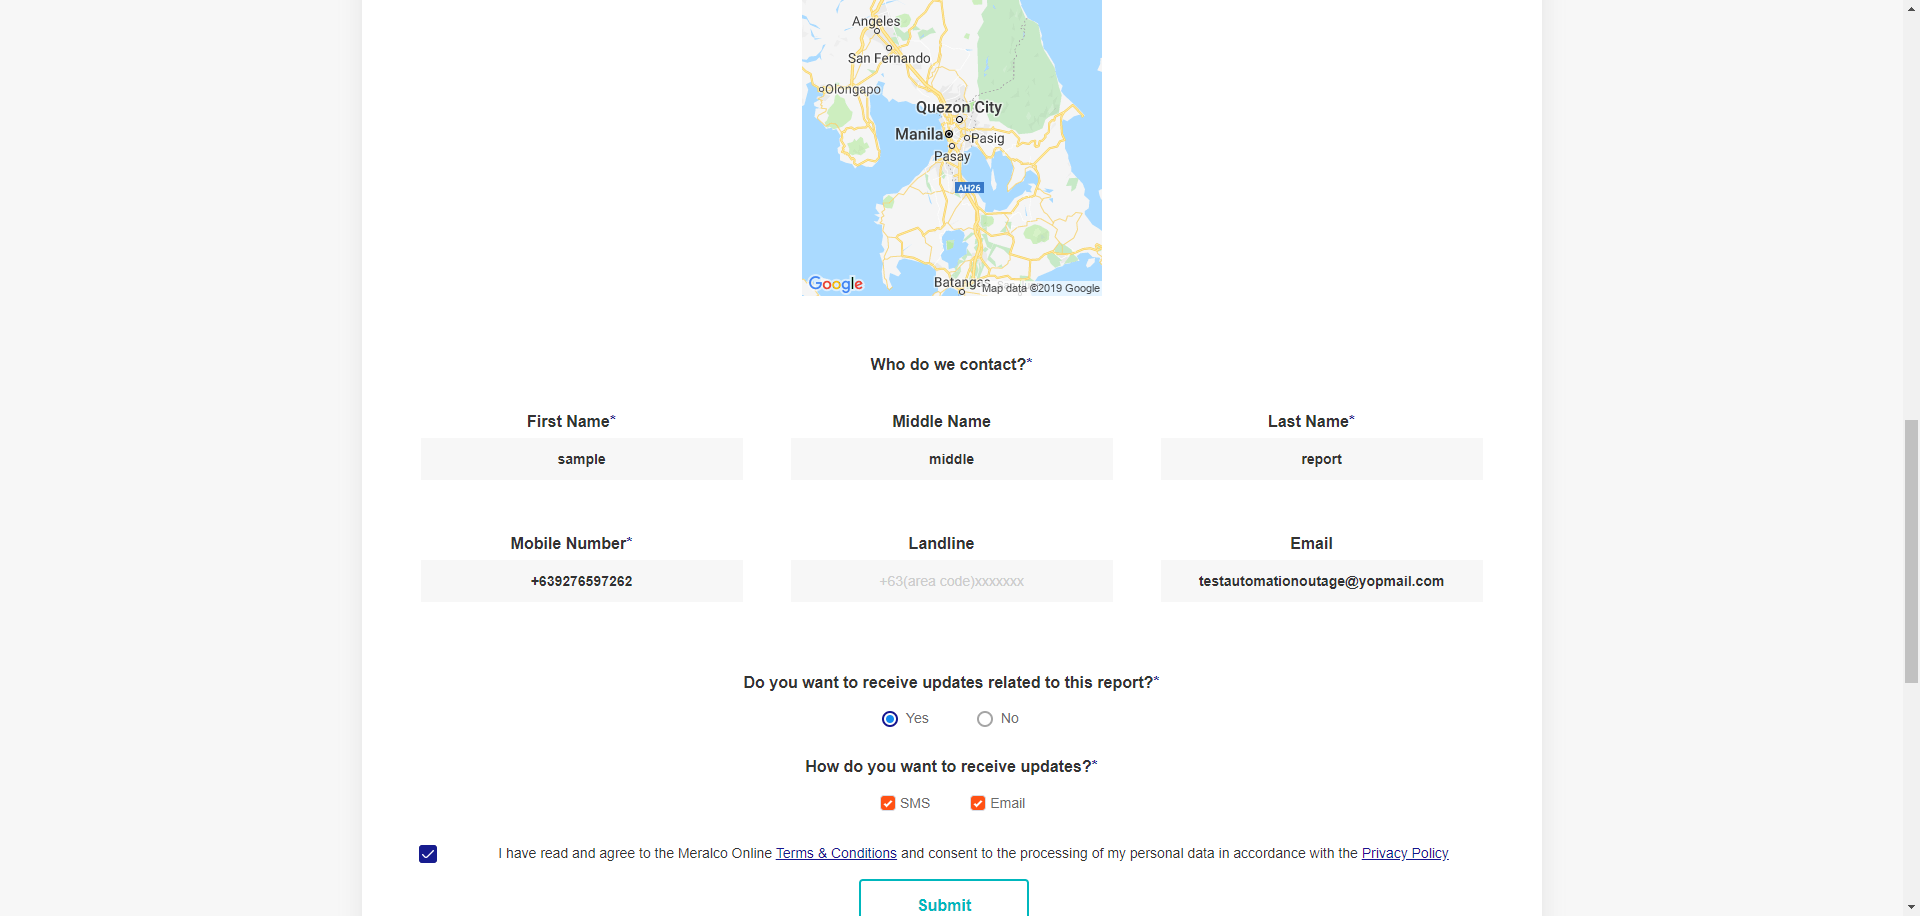 Angeles
San Fernando
Olongapo
Quezon City
Manila
Pasig
Pasay
AH26
Batangas
Google
Map data ©2019 Google
Who do we contact?*
First Name* Middle Name Last Name*
sample middle report
Mobile Number* Landline Email
+639276597262 +63(area code)xxxxxxx testautomationoutage@yopmail.com
Do you want to receive updates related to this report?*
Yes No
How do you want to receive updates?*
SMS Email
I have read and agree to the Meralco Online Terms & Conditions and consent to the processing of my personal data in accordance with the Privacy Policy
Submit